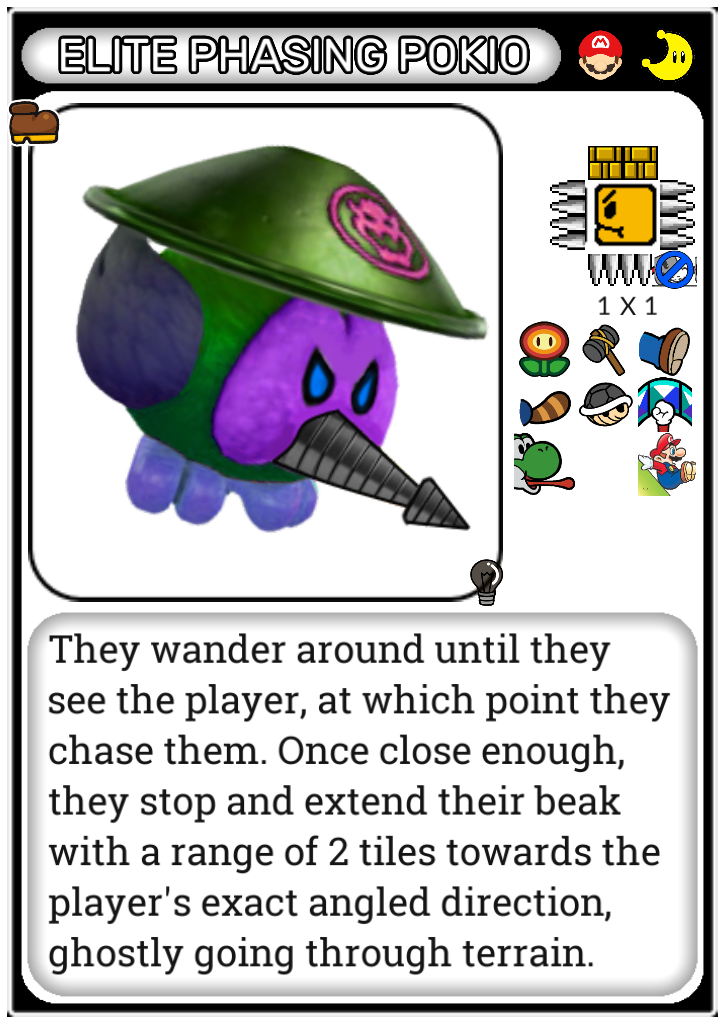 ELITE PHASING POKIO
1 X 1
They wander around until they
see the player, at which point they
chase them. Once close enough,
they stop and extend their beak
with a range of 2 tiles towards the
player's exact angled direction,
ghostly going through terrain.